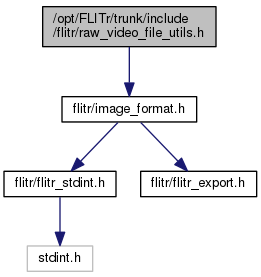 /opt/FLITr/trunk/include
/flitr/raw_video_file_utils.h
flitr/image_format.h
flitr/flitr_stdint.h
flitr/flitr_export.h
stdint.h